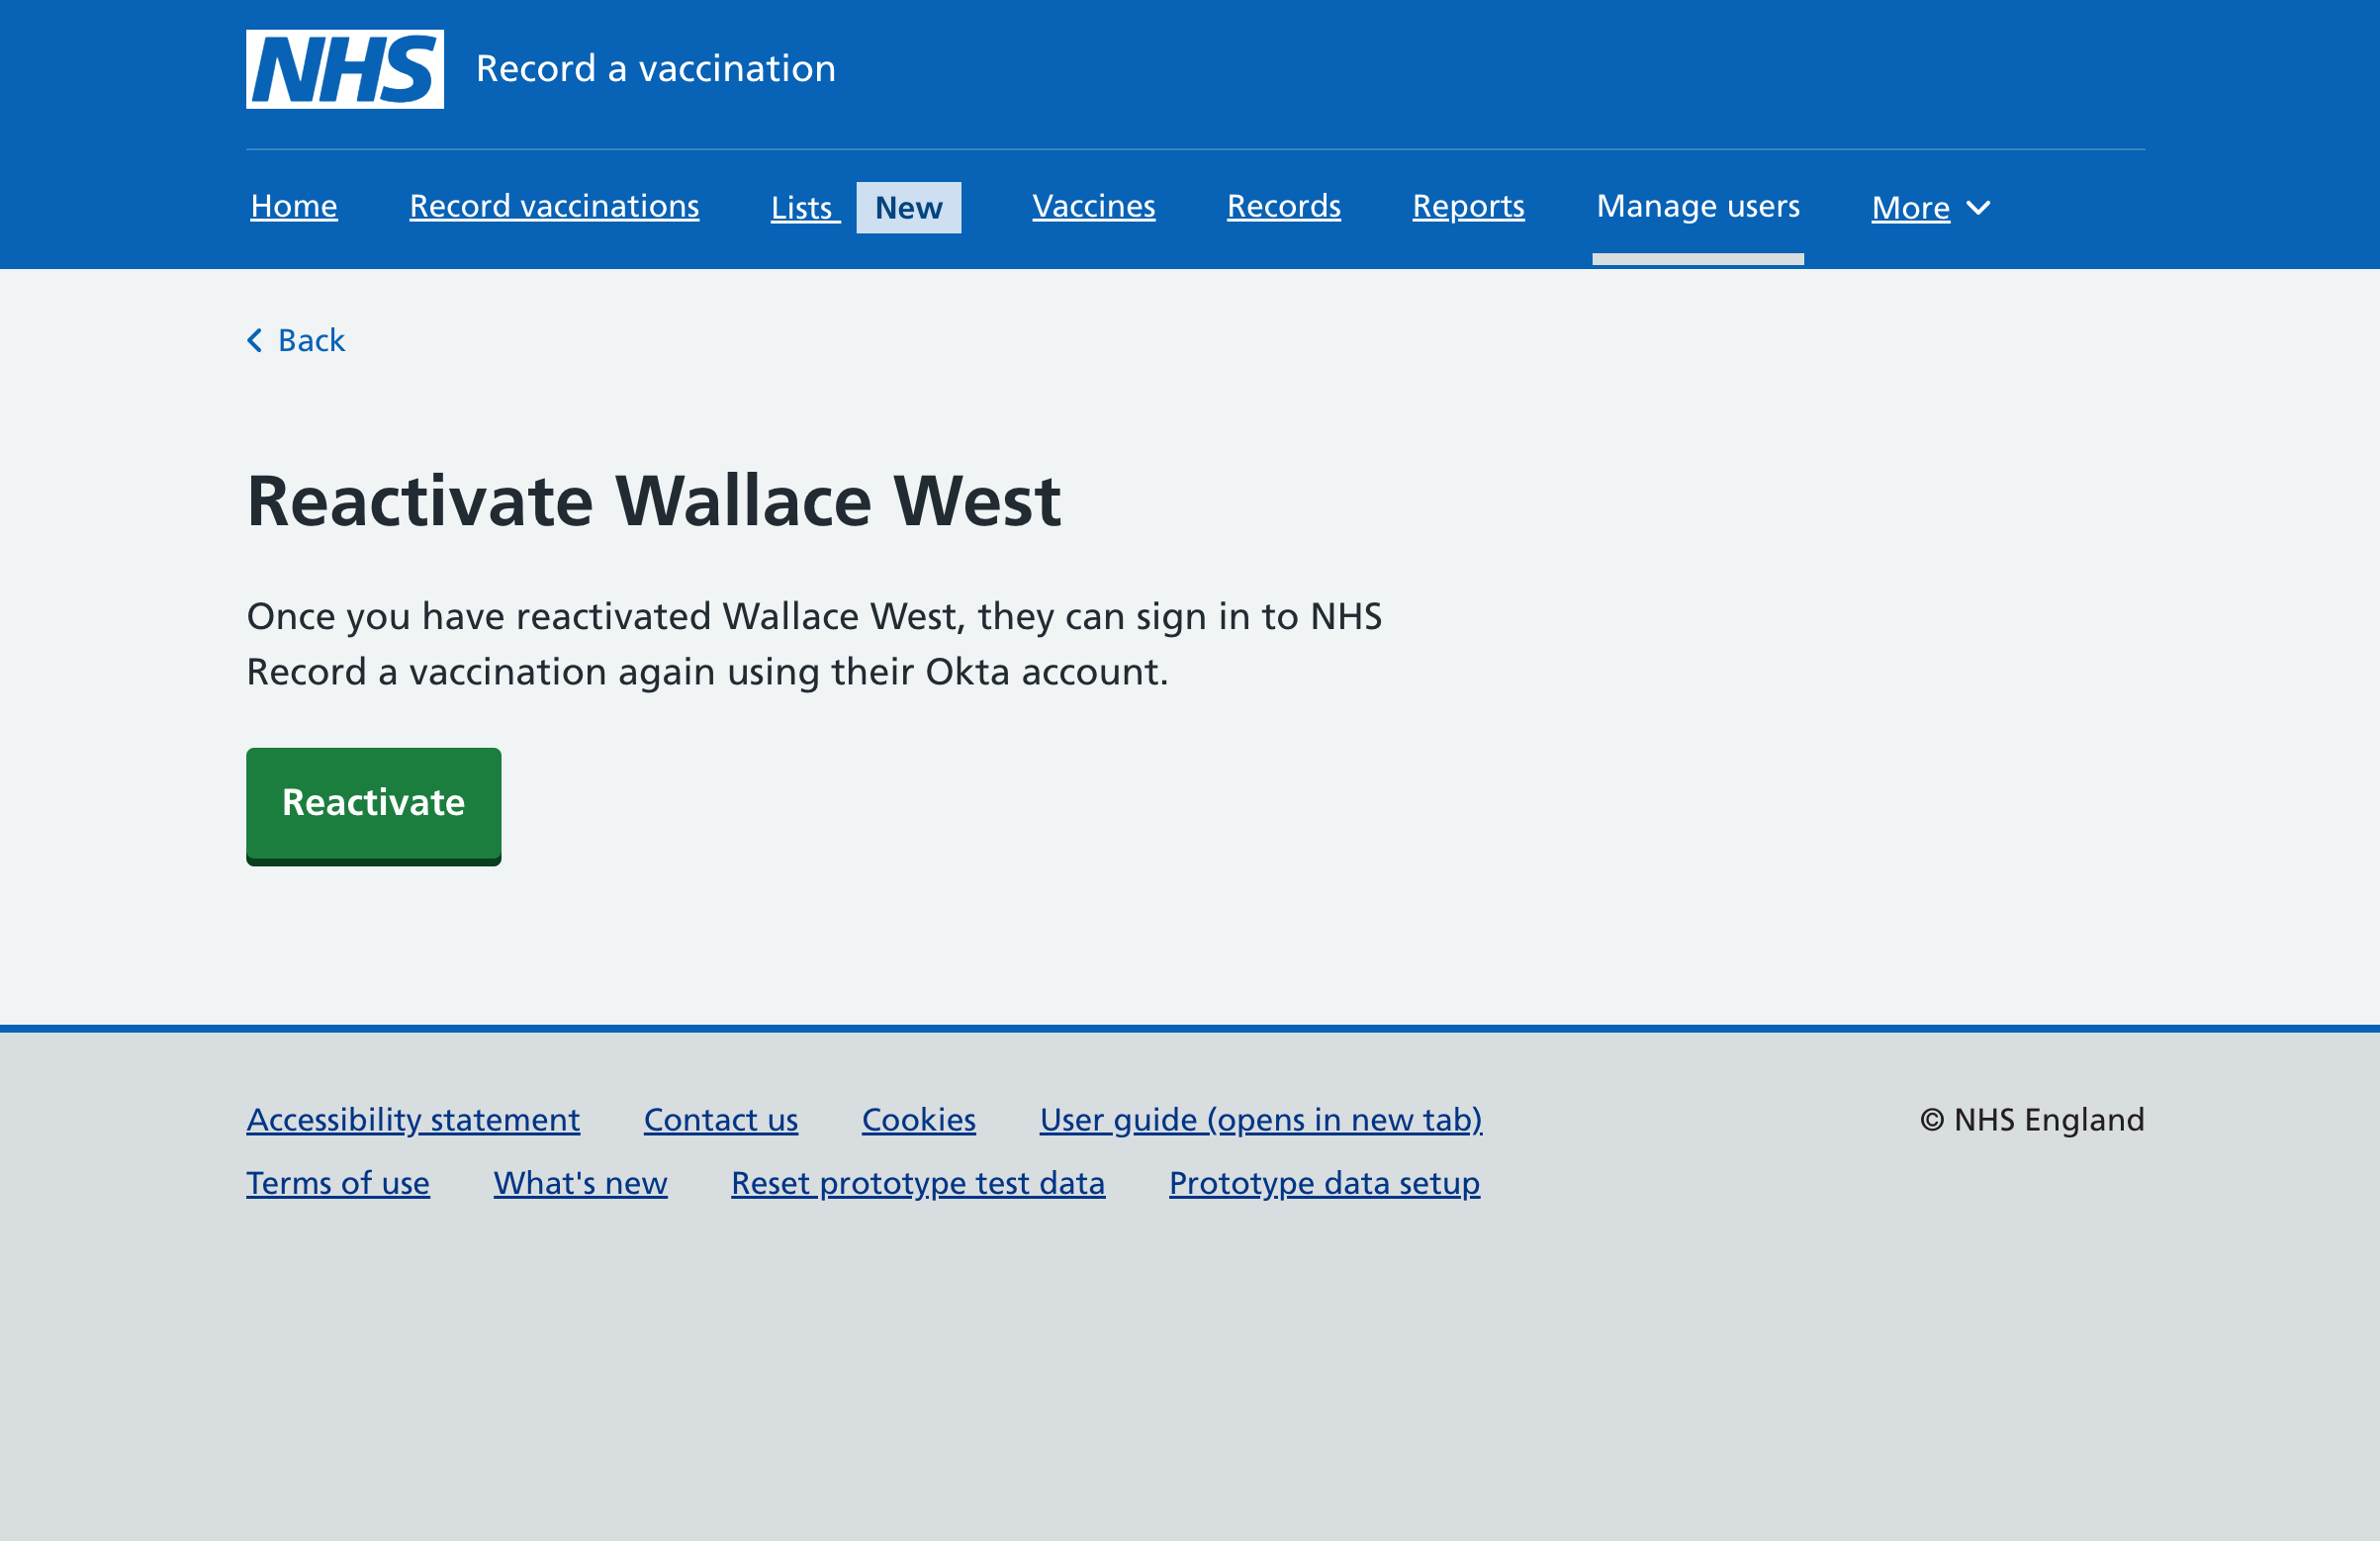 NHS Record a vaccination
Home Record vaccinations Lists New Vaccines Records Reports Manage users More
Back
Reactivate Wallace West
Once you have reactivated Wallace West, they can sign in to NHS
Record a vaccination again using their Okta account.
Reactivate
Accessibility statement Contact us Cookies User guide (opens in new tab) © NHS England
Terms of use What's new Reset prototype test data Prototype data setup